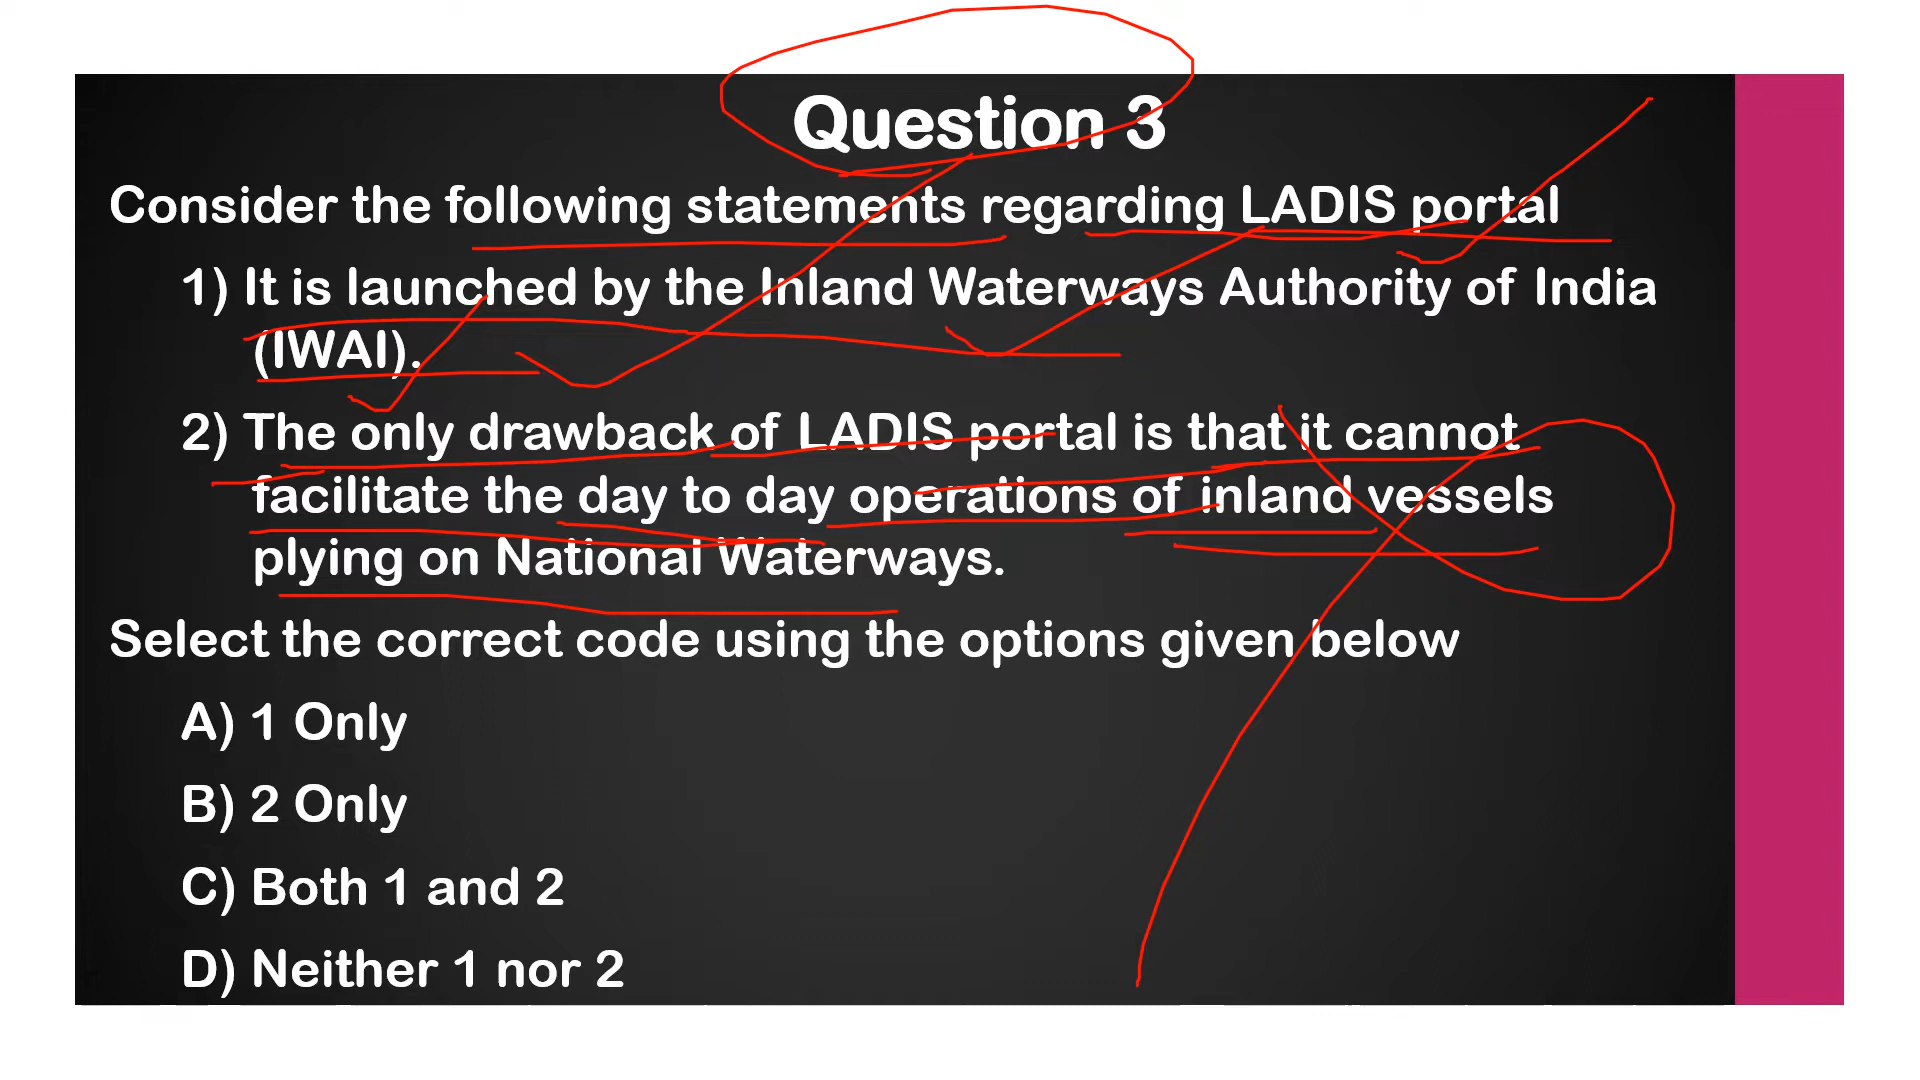 Question 3
Consider the following statements regarding LADIS portal
1) It is launched by the Inland Waterways Authority of India
(IWAI).
2) The only drawback of LADIS portal is that it cannot
facilitate the day to day operations of inland vessels
plying on National Waterways.
Select the correct code using the options given below
A) 1 Only
B) 2 Only
C) Both 1 and 2
D) Neither 1 nor 2